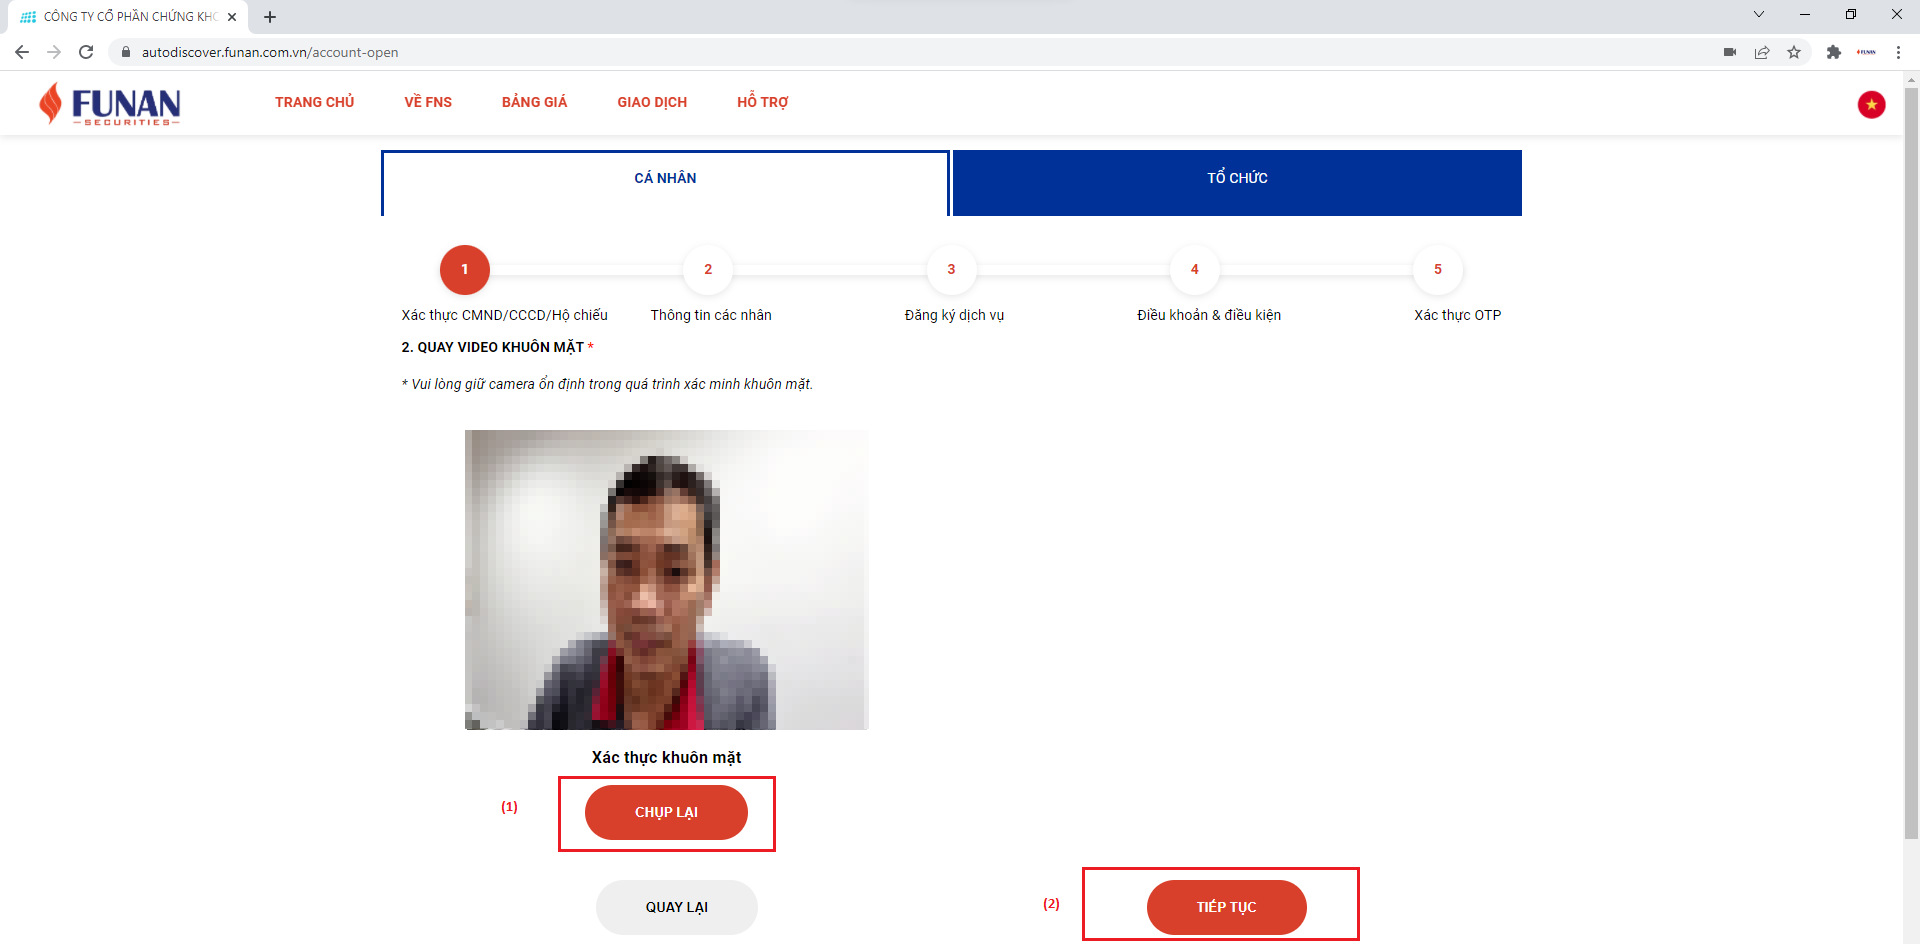 CÔNG TY CỔ PHẦN CHỨNG KHO
autodiscover.funan.com.vn/account-open
FUNAN
FUNAN
SECURITIES
TRANG CHỦ VỀ FNS BẢNG GIÁ GIAO DỊCH HỖ TRỢ
CÁ NHÂN TỔ CHỨC
1 2 3 4 5
Xác thực CMND/CCCD/Hộ chiếu Thông tin các nhân Đăng ký dịch vụ Điều khoản & điều kiện Xác thực OTP
2. QUAY VIDEO KHUÔN MẶT *
* Vui lòng giữ camera ổn định trong quá trình xác minh khuôn mặt.
Xác thực khuôn mặt
(1) CHỤP LẠI
QUAY LẠI (2) TIẾP TỤC